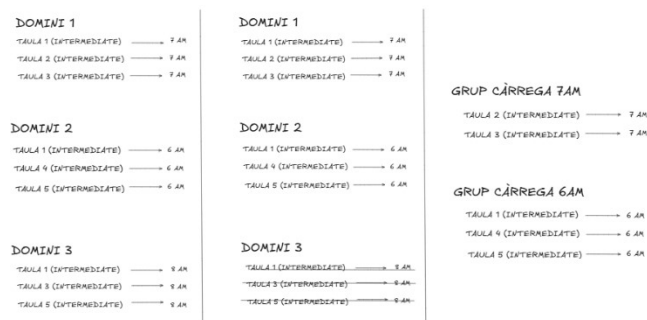 DOMINI 1
TAULA 1 (INTERMEDIATE) 7 AM
TAULA 2 (INTERMEDIATE) 7 AM
TAULA 3 (INTERMEDIATE) 7 AM
DOMINI 2
TAULA 1 (INTERMEDIATE) 6 AM
TAULA 4 (INTERMEDIATE) 6 AM
TAULA 5 (INTERMEDIATE) 6 AM
DOMINI 3
TAULA 1 (INTERMEDIATE) 8 AM
TAULA 3 (INTERMEDIATE) 8 AM
TAULA 5 (INTERMEDIATE) 8 AM
DOMINI 1
TAULA 1 (INTERMEDIATE) 7 AM
TAULA 2 (INTERMEDIATE) 7 AM
TAULA 3 (INTERMEDIATE) 7 AM
DOMINI 2
TAULA 1 (INTERMEDIATE) 6 AM
TAULA 4 (INTERMEDIATE) 6 AM
TAULA 5 (INTERMEDIATE) 6 AM
DOMINI 3
TAULA 1 (INTERMEDIATE) 8 AM
TAULA 3 (INTERMEDIATE) 8 AM
TAULA 5 (INTERMEDIATE) 8 AM
GRUP CÀRREGA 7AM
TAULA 2 (INTERMEDIATE) 7 AM
TAULA 3 (INTERMEDIATE) 7 AM
GRUP CÀRREGA 6AM
TAULA 1 (INTERMEDIATE) 6 AM
TAULA 4 (INTERMEDIATE) 6 AM
TAULA 5 (INTERMEDIATE) 6 AM